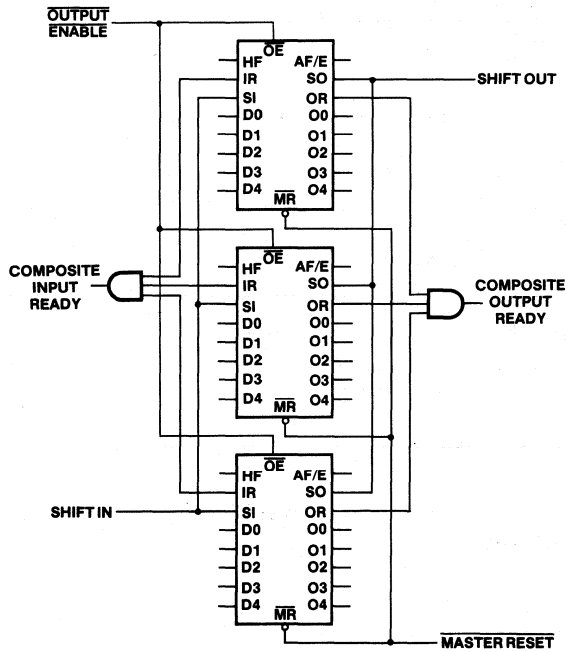 OUTPUT
ENABLE
OE
HF AF/E
IR SO SHIFT OUT
SI OR
D0 O0
D1 O1
D2 O2
D3 O3
D4 O4
MR
OE
HF AF/E
COMPOSITE
INPUT
READY
IR SO
SI OR
COMPOSITE
OUTPUT
READY
D0 O0
D1 O1
D2 O2
D3 O3
D4 O4
MR
OE
HF AF/E
IR SO
SHIFT IN SI OR
D0 O0
D1 O1
D2 O2
D3 O3
D4 O4
MR
MASTER RESET